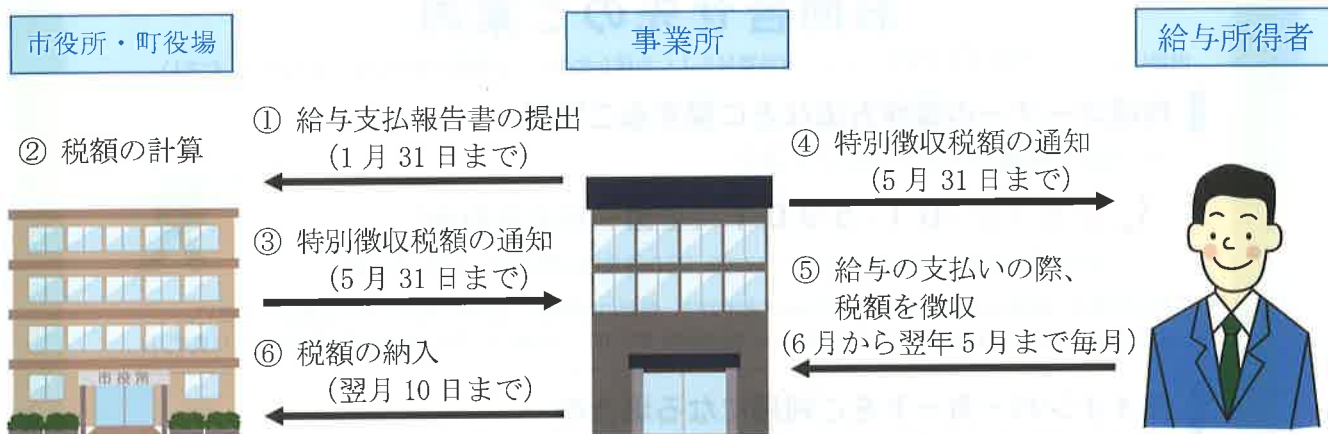 市役所・町役場
事業所
給与所得者
① 給与支払報告書の提出
(1月31日まで)
② 税額の計算
③ 特別徴収税額の通知
(5月31日まで)
④ 特別徴収税額の通知
(5月31日まで)
⑤ 給与の支払いの際、
税額を徴収
(6月から翌年5月まで毎月)
⑥ 税額の納入
(翌月10日まで)
市役所